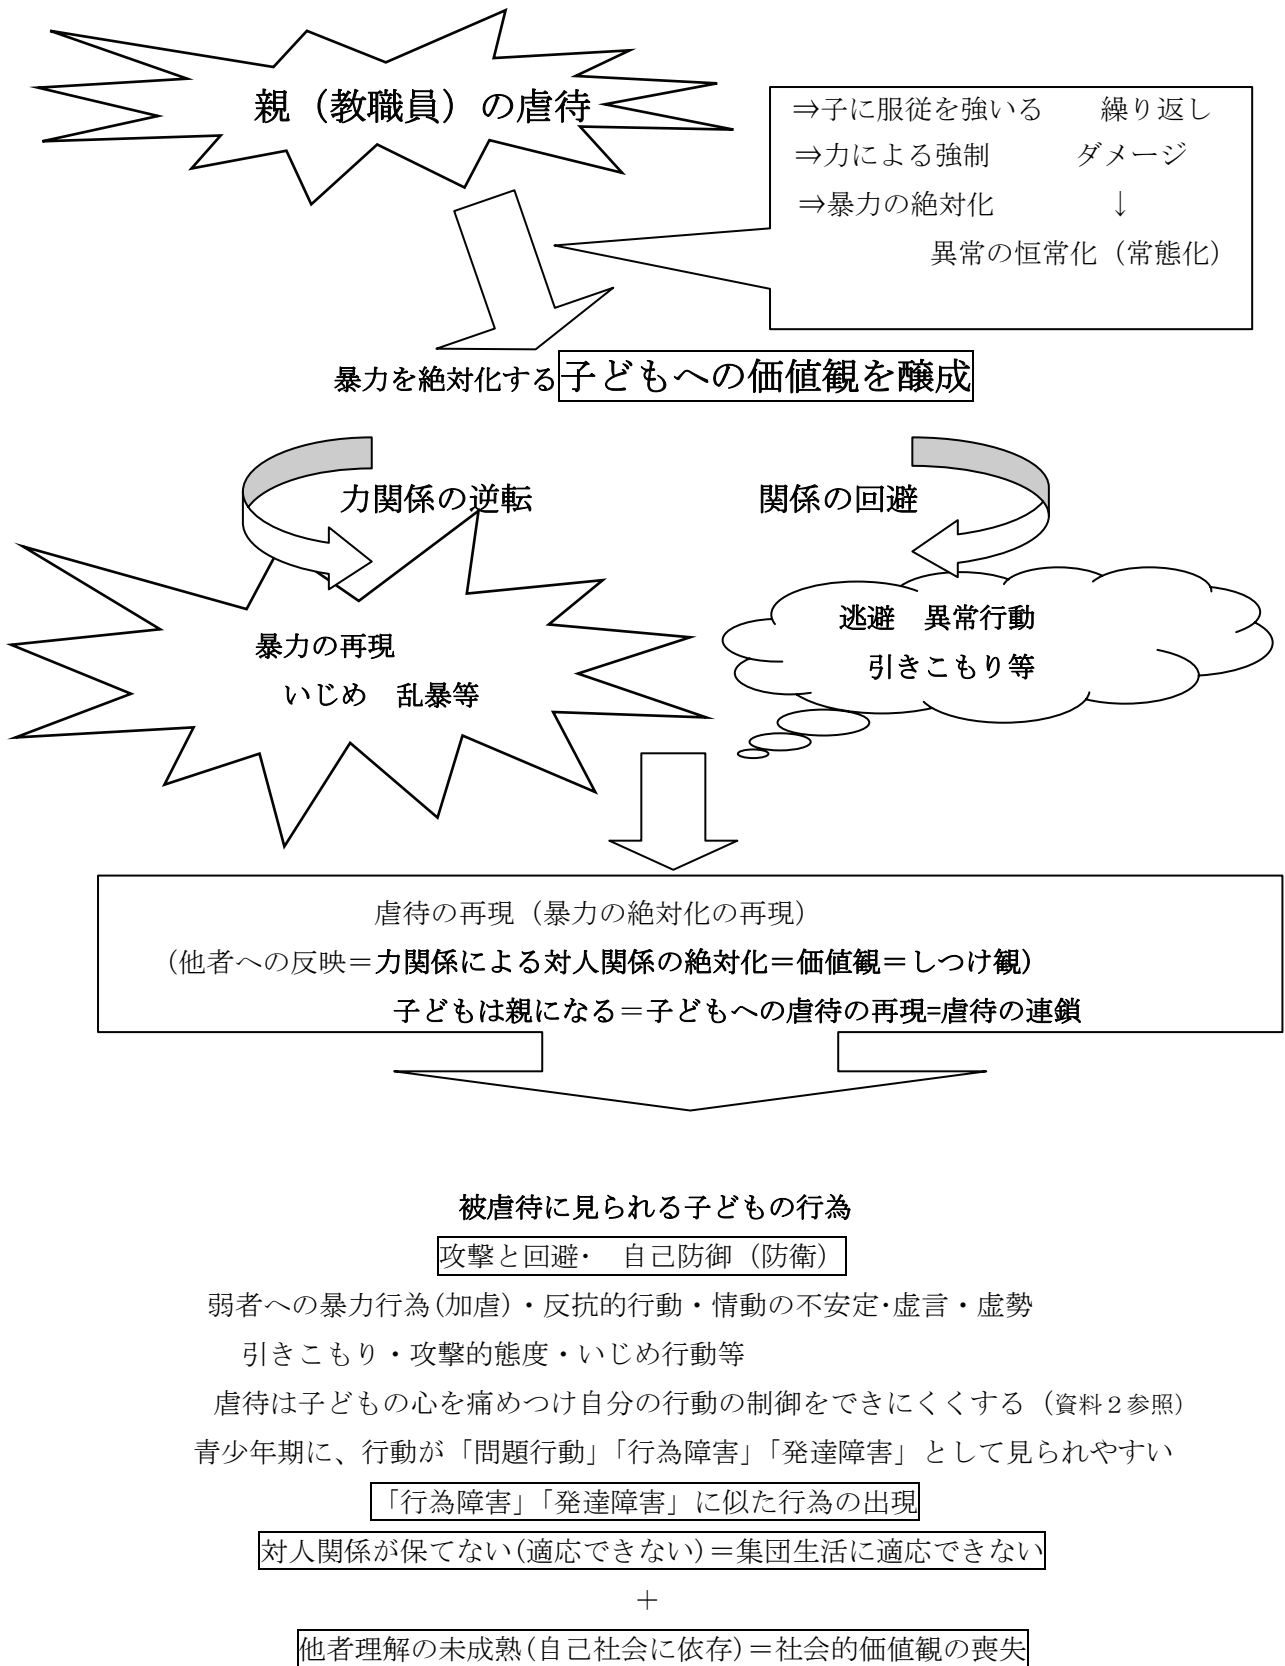 親（教職員）の虐待
⇒子に服従を強いる　　繰り返し
⇒力による強制　　　ダメージ
⇒暴力の絶対化　　　　↓
異常の恒常化（常態化）
暴力を絶対化する子どもへの価値観を醸成
力関係の逆転
関係の回避
暴力の再現
いじめ　乱暴等
逃避　異常行動
引きこもり等
虐待の再現（暴力の絶対化の再現）
（他者への反映＝力関係による対人関係の絶対化＝価値観＝しつけ観）
子どもは親になる＝子どもへの虐待の再現=虐待の連鎖
被虐待に見られる子どもの行為
攻撃と回避･　自己防御（防衛）
弱者への暴力行為(加虐)・反抗的行動・情動の不安定･虚言・虚勢
引きこもり・攻撃的態度・いじめ行動等
虐待は子どもの心を痛めつけ自分の行動の制御をできにくくする（資料２参照）
青少年期に、行動が「問題行動」「行為障害」「発達障害」として見られやすい
「行為障害」「発達障害」に似た行為の出現
対人関係が保てない(適応できない)＝集団生活に適応できない
＋
他者理解の未成熟(自己社会に依存)＝社会的価値観の喪失